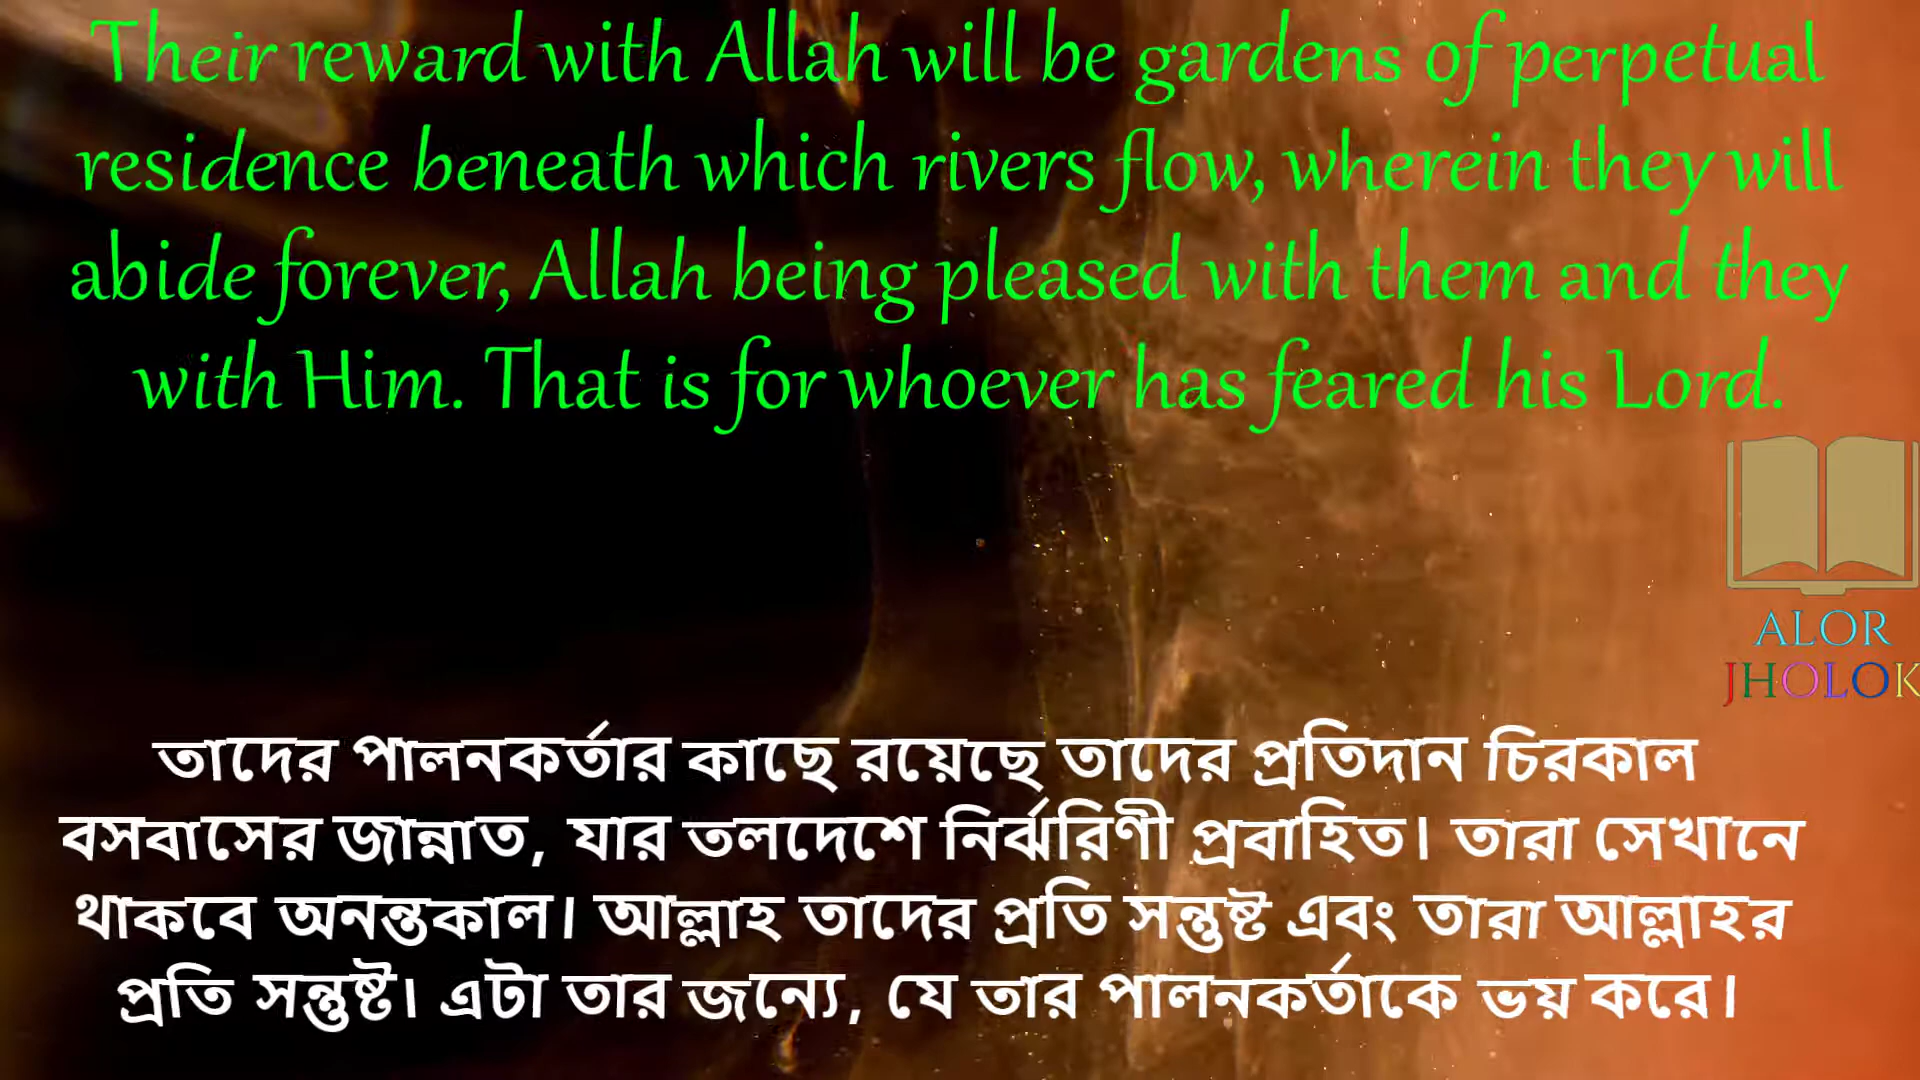 Their reward with Allah will be gardens of perpetual
residence beneath which rivers flow, wherein they will
abide forever, Allah being pleased with them and they
with Him. That is for whoever has feared his Lord.
ALOR
JHOLOK
তাদের পালনকর্তার কাছে রয়েছে তাদের প্রতিদান চিরকাল
বসবাসের জান্নাত, যার তলদেশে নির্ঝরিণী প্রবাহিত। তারা সেখানে
থাকবে অনন্তকাল। আল্লাহ তাদের প্রতি সন্তুষ্ট এবং তারা আল্লাহর
প্রতি সন্তুষ্ট। এটা তার জন্যে, যে তার পালনকর্তাকে ভয় করে।